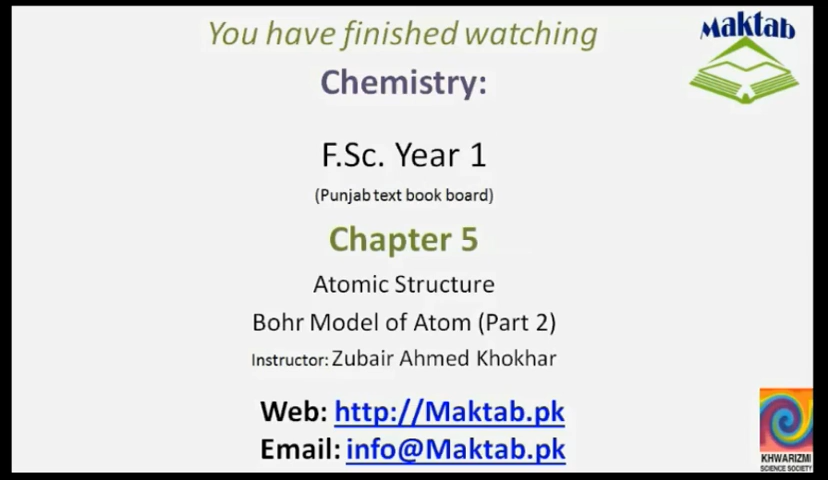 You have finished watching
Maktab
Chemistry:
F.Sc. Year 1
(Punjab text book board)
Chapter 5
Atomic Structure
Bohr Model of Atom (Part 2)
Instructor: Zubair Ahmed Khokhar
Web: http://Maktab.pk
Email: info@Maktab.pk
KHWARIZMI
SCIENCE SOCIETY